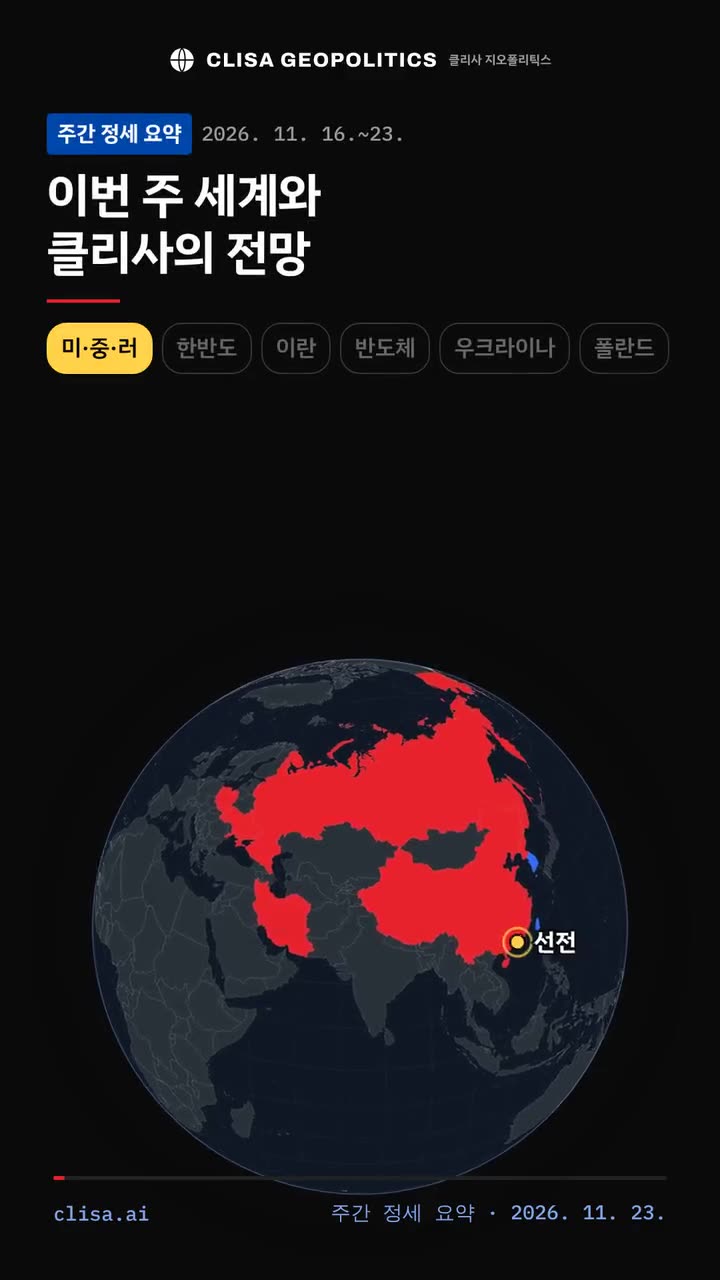 CLISA GEOPOLITICS 클리사 지오폴리틱스
주간 정세 요약 2026. 11. 16.~23.
이번 주 세계와
클리사의 전망
미·중·러 한반도 이란 반도체 우크라이나 폴란드
선전
clisa.ai 주간 정세 요약 · 2026. 11. 23.